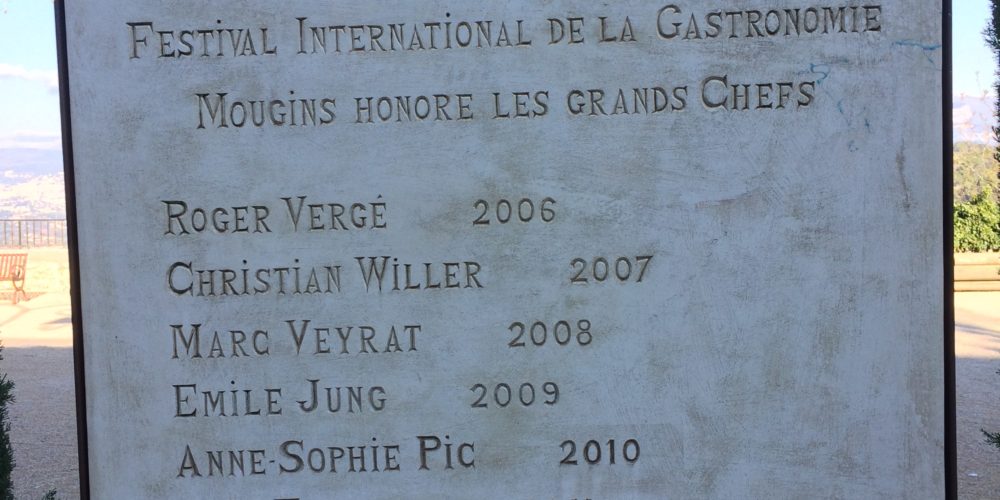 Festival International de la Gastronomie
Mougins honore les grands Chefs
Roger Vergé 2006
Christian Willer 2007
Marc Veyrat 2008
Emile Jung 2009
Anne-Sophie Pic 2010